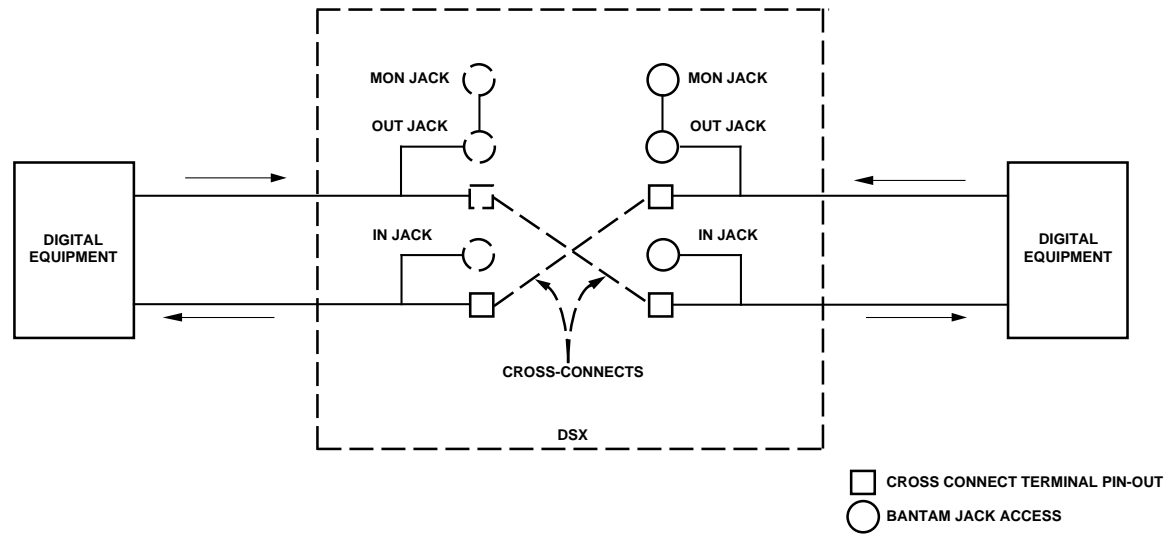 MON JACK
MON JACK
OUT JACK
OUT JACK
DIGITAL
EQUIPMENT
IN JACK
IN JACK
DIGITAL
EQUIPMENT
CROSS-CONNECTS
DSX
CROSS CONNECT TERMINAL PIN-OUT
BANTAM JACK ACCESS